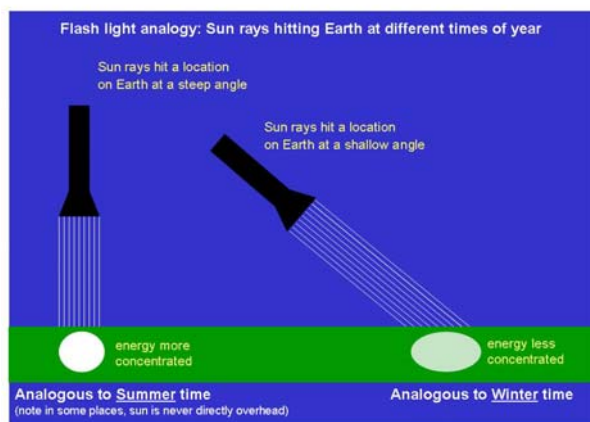 Flash light analogy: Sun rays hitting Earth at different times of year
Sun rays hit a location
on Earth at a steep angle
Sun rays hit a location
on Earth at a shallow angle
energy more
concentrated
energy less
concentrated
Analogous to Summer time
(note in some places, sun is never directly overhead)
Analogous to Winter time